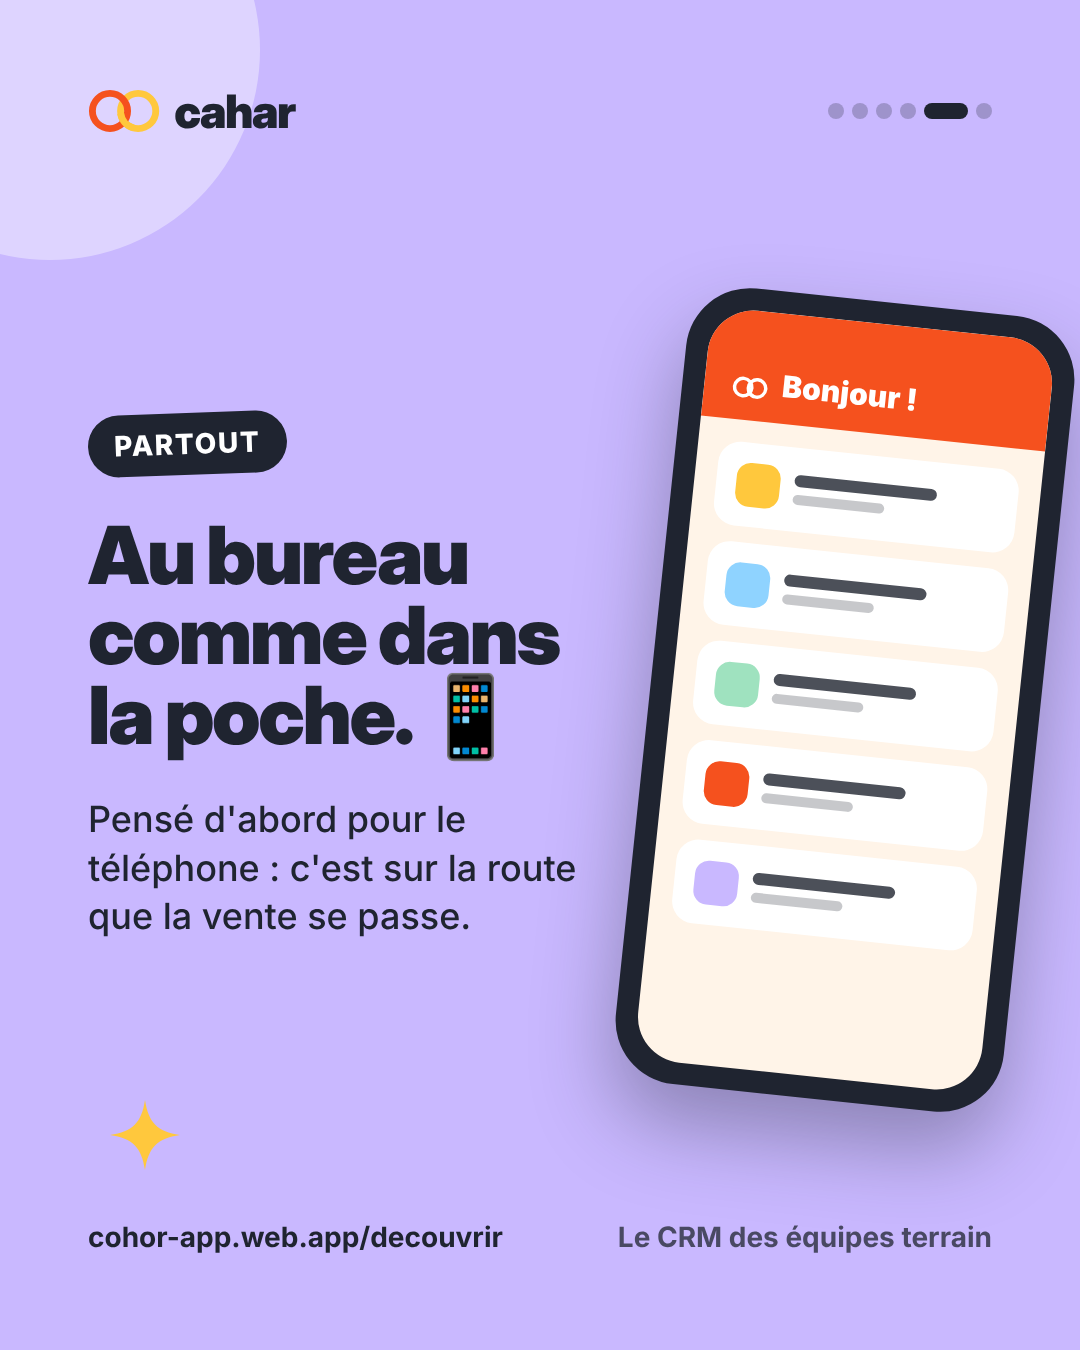 cahar
Bonjour !
PARTOUT
Au bureau
comme dans
la poche. 📱
Pensé d'abord pour le
téléphone : c'est sur la route
que la vente se passe.
cohor-app.web.app/decouvrir
Le CRM des équipes terrain